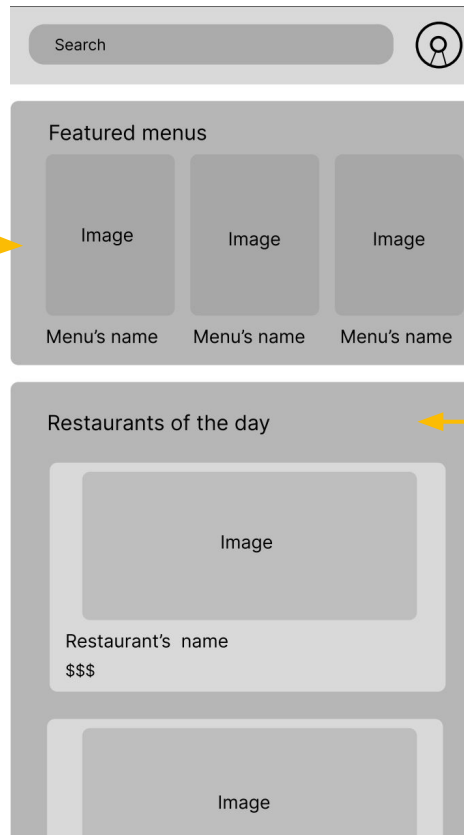 Search
Featured menus
Image Image Image
Menu’s name Menu’s name Menu’s name
Restaurants of the day
Image
Restaurant’s  name
$$$
Image